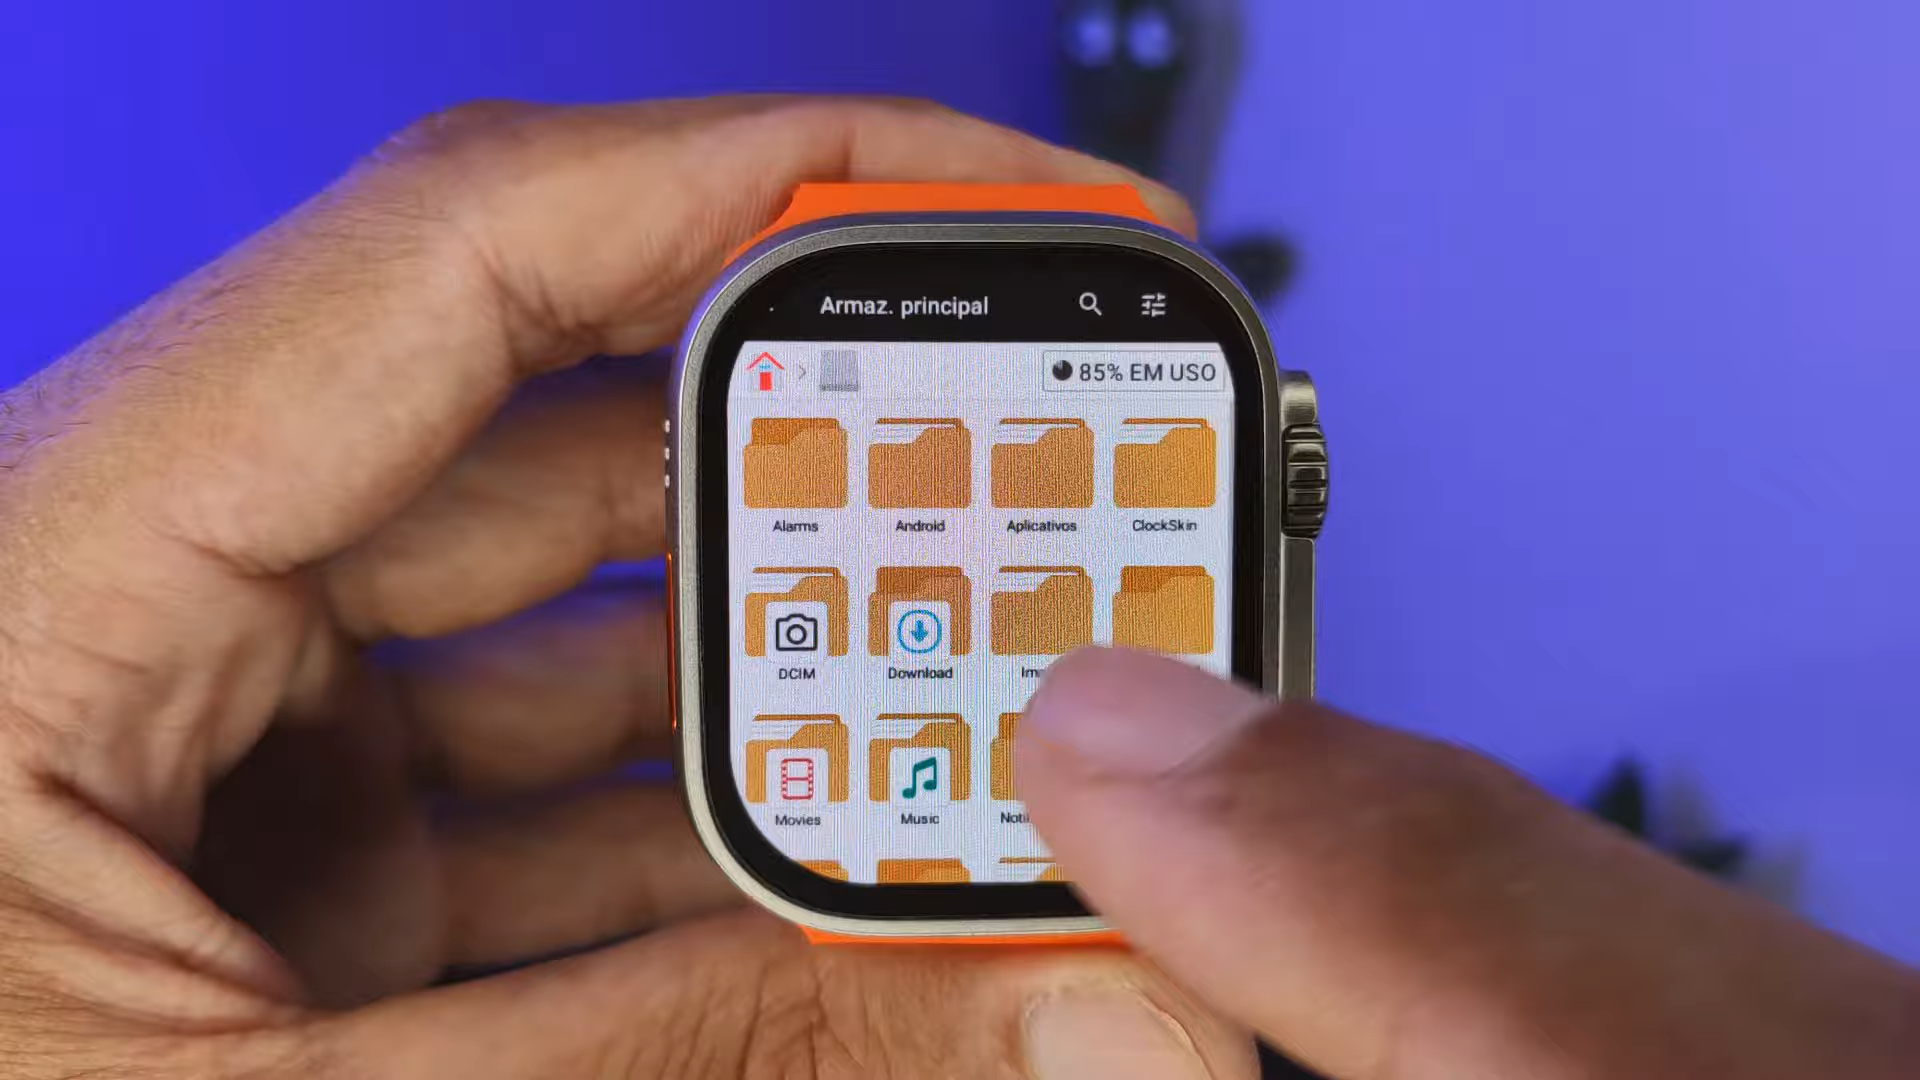 Armaz. principal
85% EM USO
Alarms Android Aplicativos ClockSkin
DCIM Download
Movies Music